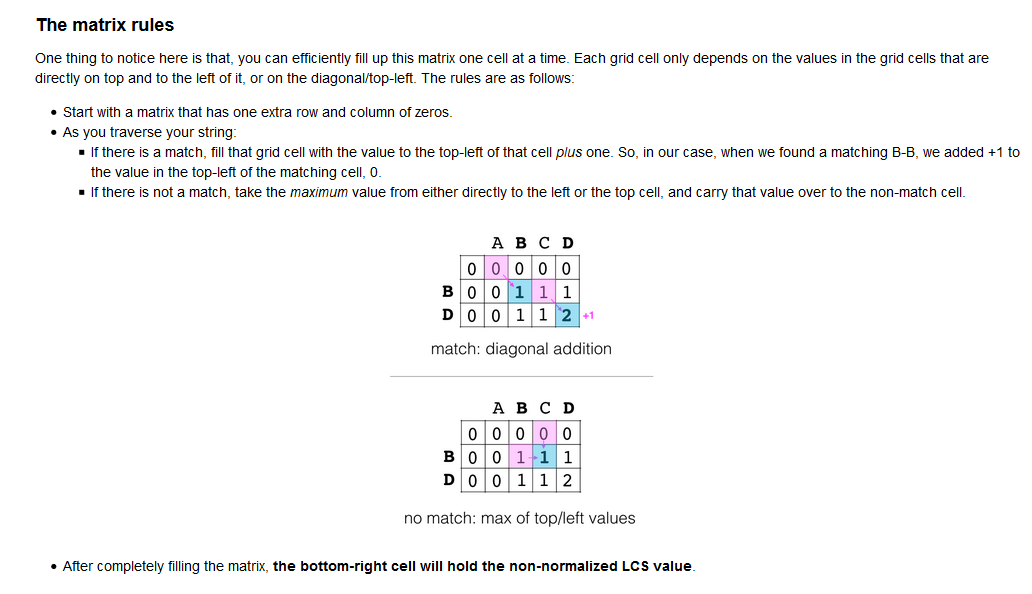 The matrix rules
One thing to notice here is that, you can efficiently fill up this matrix one cell at a time. Each grid cell only depends on the values in the grid cells that are
directly on top and to the left of it, or on the diagonal/top-left. The rules are as follows:
• Start with a matrix that has one extra row and column of zeros.
• As you traverse your string:
▪ If there is a match, fill that grid cell with the value to the top-left of that cell plus one. So, in our case, when we found a matching B-B, we added +1 to
the value in the top-left of the matching cell, 0.
▪ If there is not a match, take the maximum value from either directly to the left or the top cell, and carry that value over to the non-match cell.
A B C D
0 0 0 0 0
B 0 0 1 1 1
D 0 0 1 1 2 +1
match: diagonal addition
A B C D
0 0 0 0 0
B 0 0 1 1 1
D 0 0 1 1 2
no match: max of top/left values
• After completely filling the matrix, the bottom-right cell will hold the non-normalized LCS value.